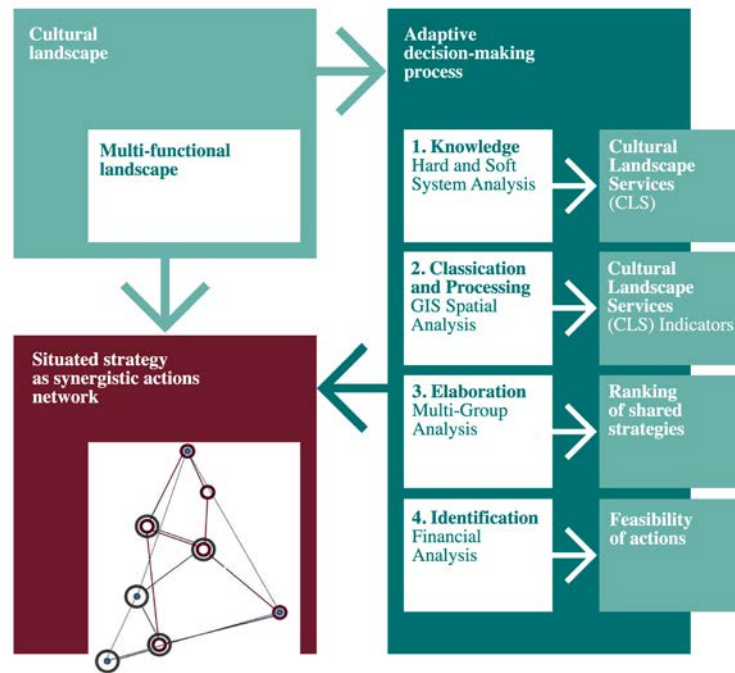 Cultural
landscape
Multi-functional
landscape
Situated strategy
as synergistic actions
network
Adaptive
decision-making
process
1. Knowledge
Hard and Soft
System Analysis
Cultural
Landscape
Services
(CLS)
2. Classication
and Processing
GIS Spatial
Analysis
Cultural
Landscape
Services
(CLS) Indicators
3. Elaboration
Multi-Group
Analysis
Ranking
of shared
strategies
4. Identification
Financial
Analysis
Feasibility
of actions